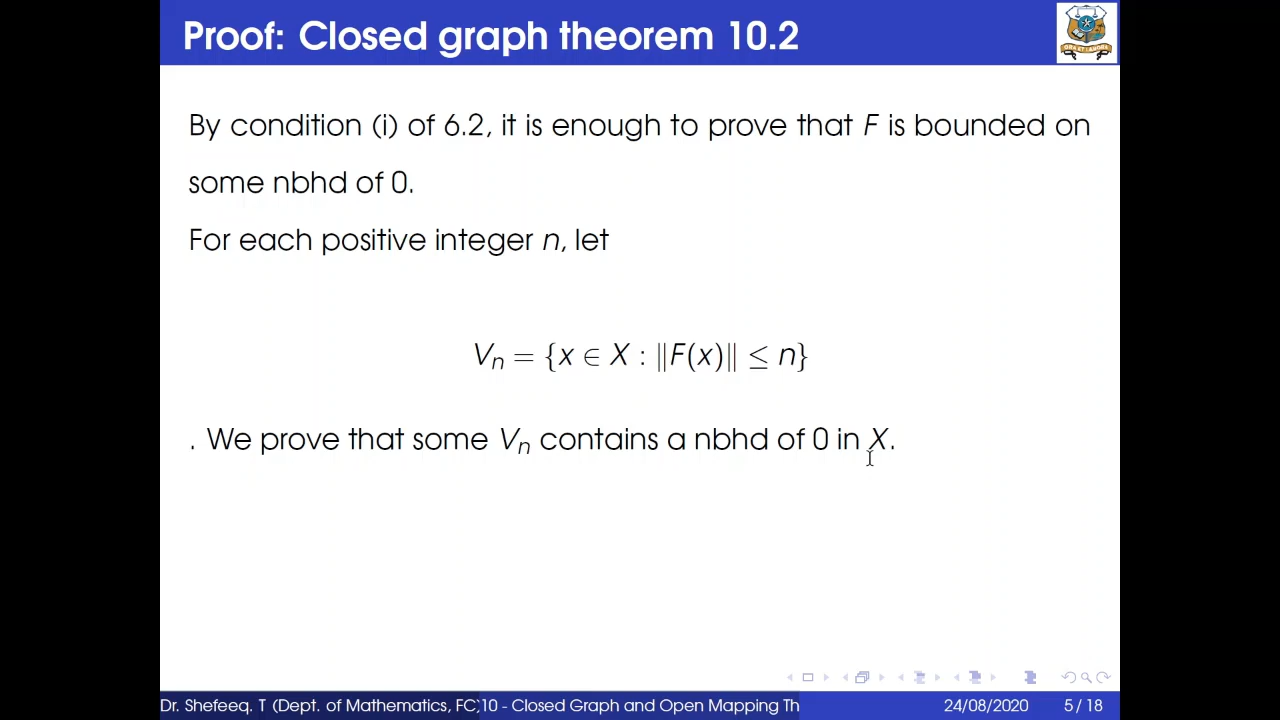 Proof: Closed graph theorem 10.2
By condition (i) of 6.2, it is enough to prove that F is bounded on
some nbhd of 0.
For each positive integer n, let
Vₙ = {x ∈ X : ‖F(x)‖ ≤ n}
. We prove that some Vₙ contains a nbhd of 0 in X.
Dr. Shefeeq. T (Dept. of Mathematics, FC) 10 - Closed Graph and Open Mapping Th 24/08/2020 5 / 18